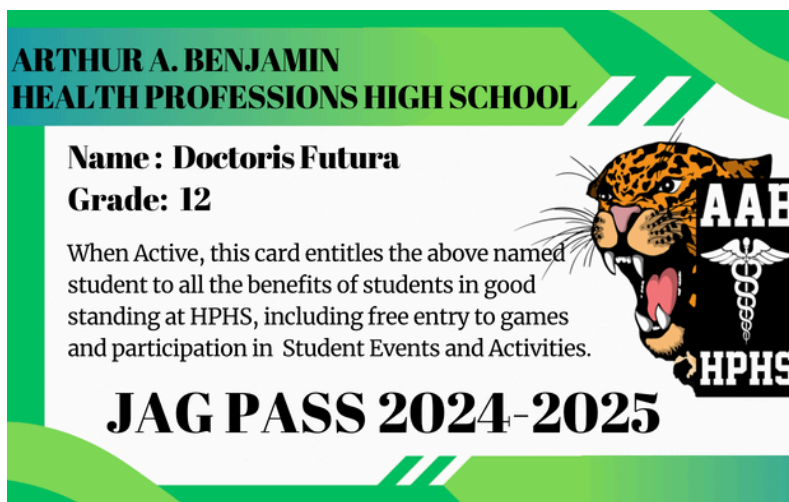 ARTHUR A. BENJAMIN
HEALTH PROFESSIONS HIGH SCHOOL
Name : Doctoris Futura
Grade: 12
When Active, this card entitles the above named
student to all the benefits of students in good
standing at HPHS, including free entry to games
and participation in Student Events and Activities.
JAG PASS 2024-2025
AAB
HPHS